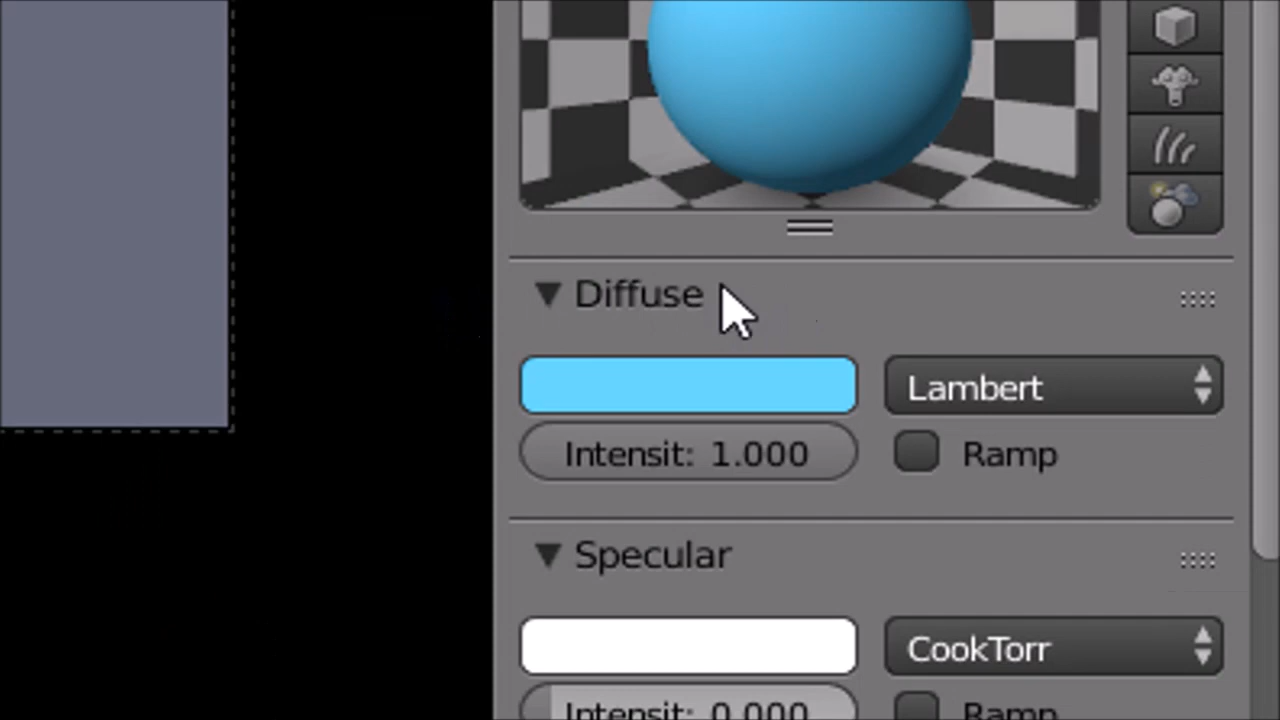 Diffuse
Lambert
Intensit: 1.000
Ramp
Specular
CookTorr
Intensit: 0.000
Ramp